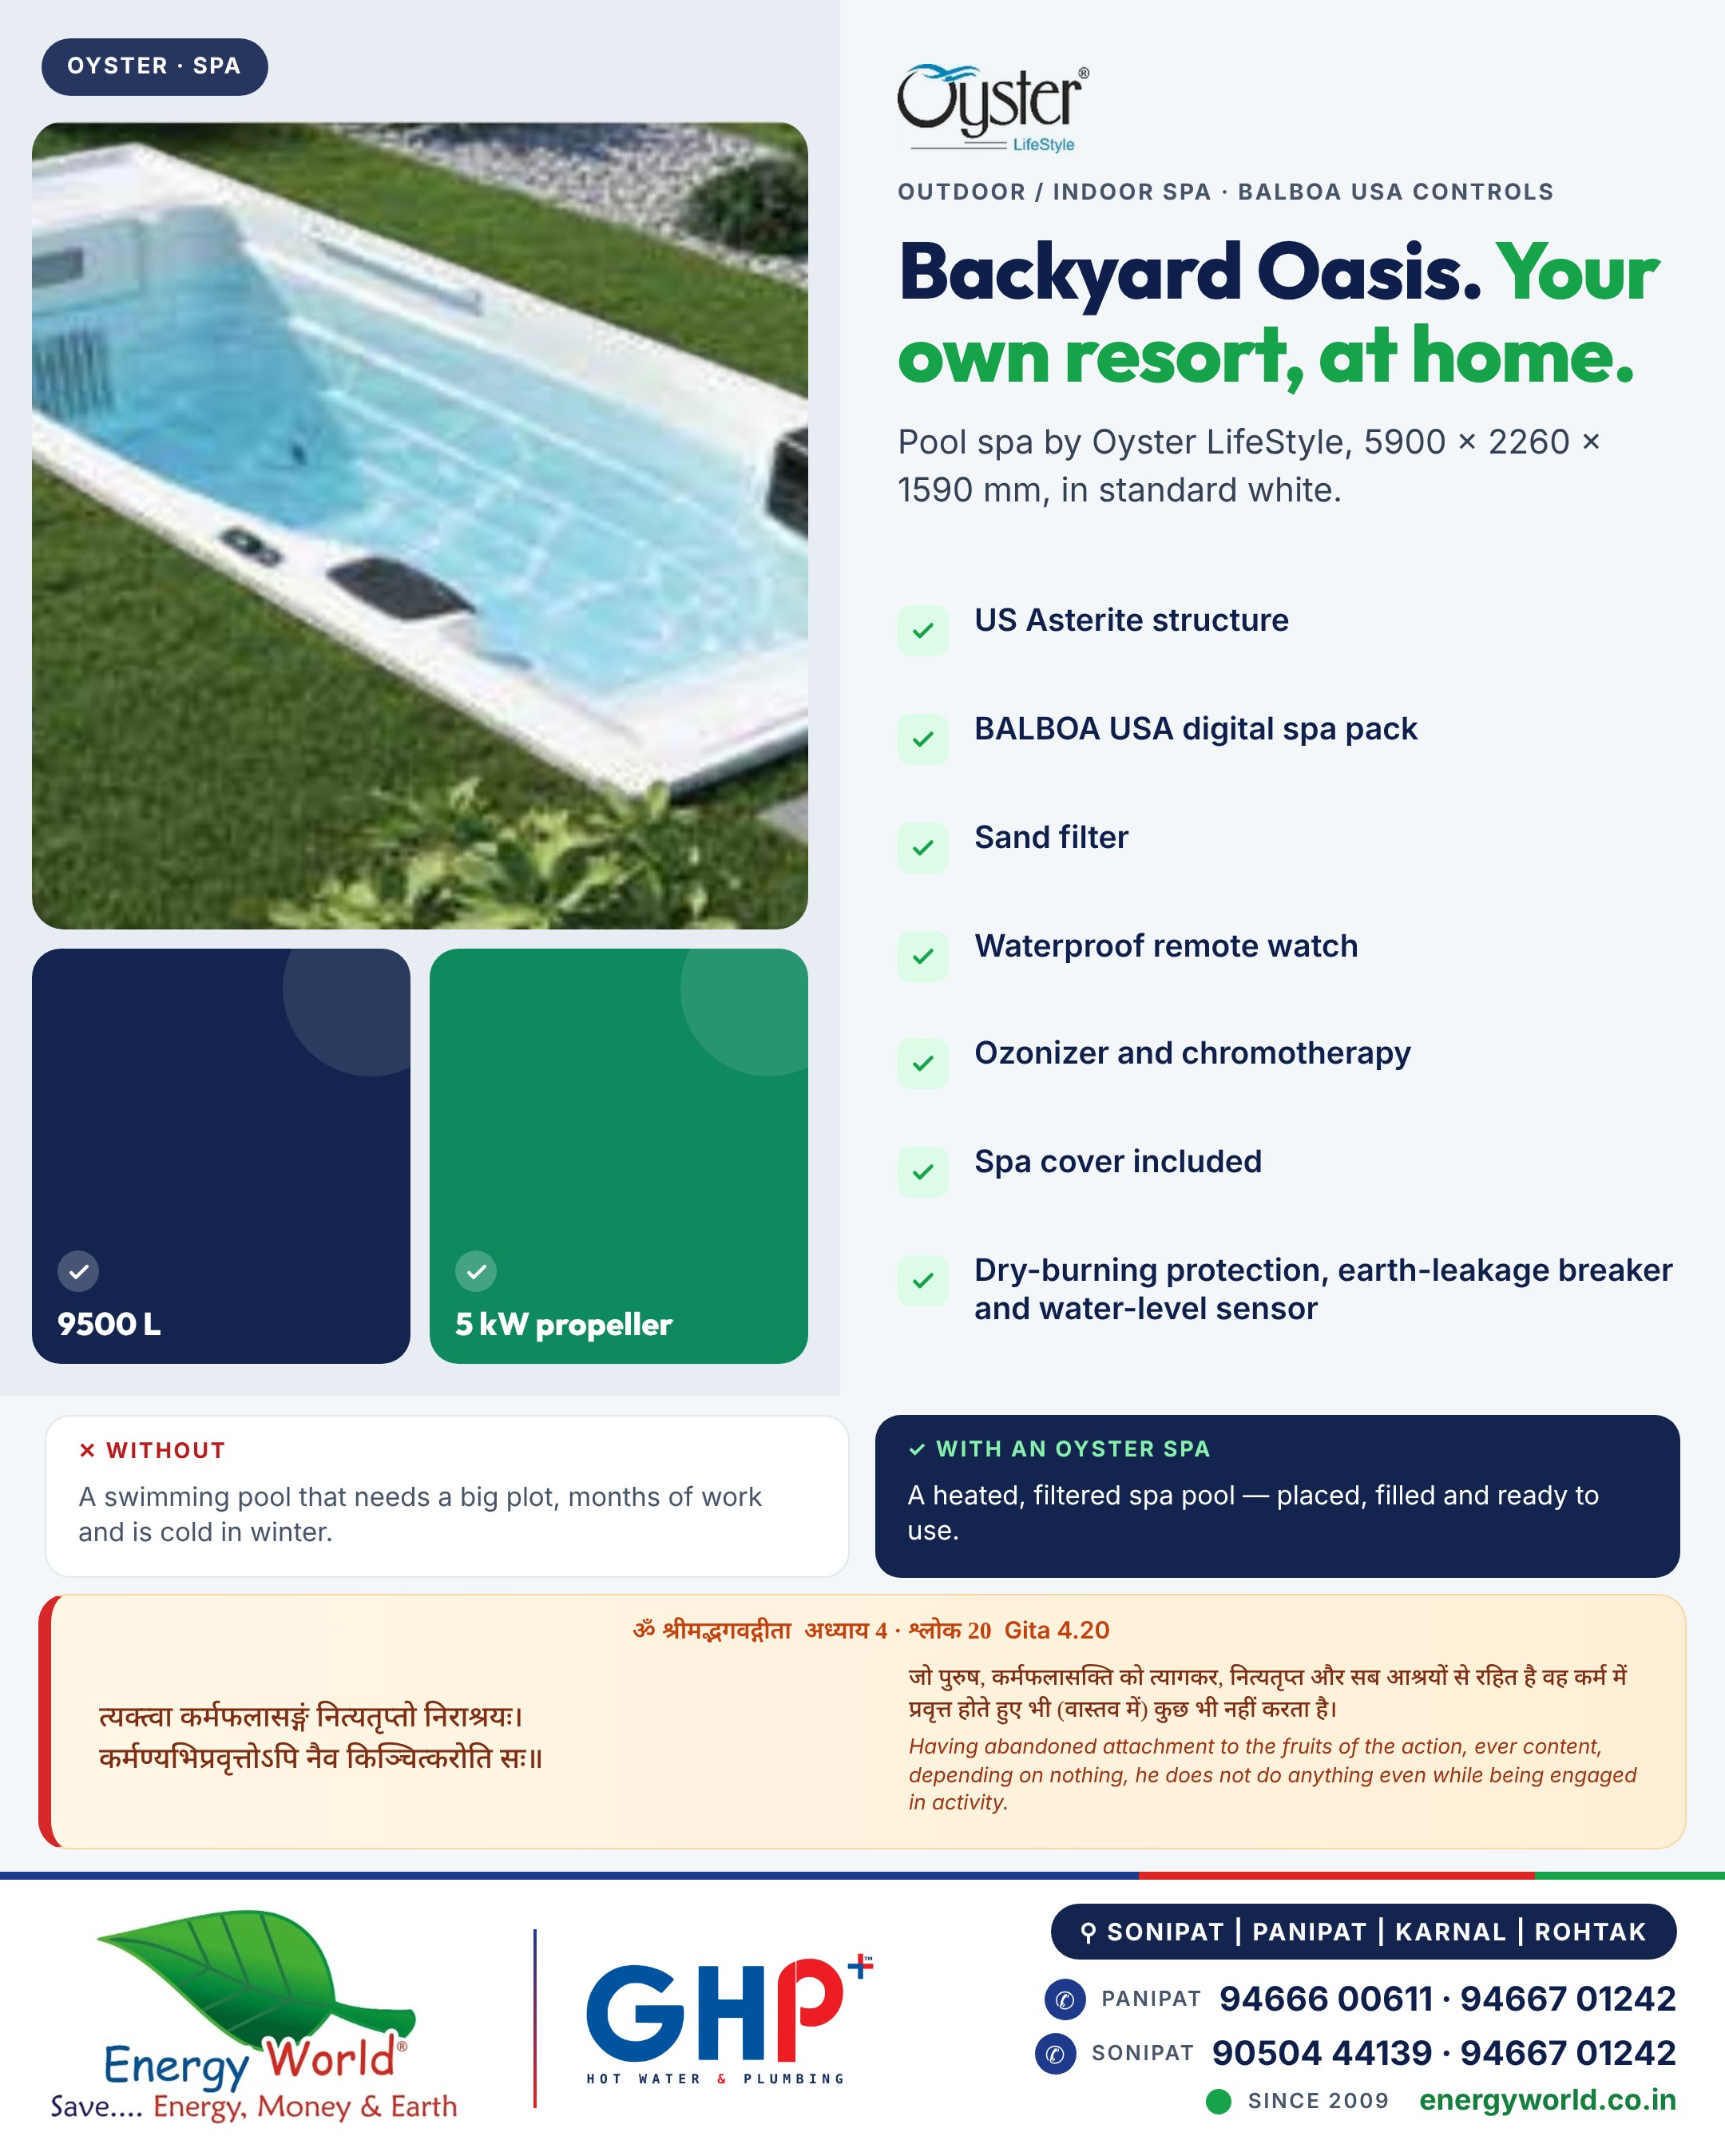 OYSTER · SPA
Oyster®
LifeStyle
OUTDOOR / INDOOR SPA · BALBOA USA CONTROLS
Backyard Oasis. Your
own resort, at home.
Pool spa by Oyster LifeStyle, 5900 × 2260 ×
1590 mm, in standard white.
✓ US Asterite structure
✓ BALBOA USA digital spa pack
✓ Sand filter
✓ Waterproof remote watch
✓ Ozonizer and chromotherapy
✓ Spa cover included
✓ Dry-burning protection, earth-leakage breaker
and water-level sensor
✓
9500 L
✓
5 kW propeller
✕ WITHOUT
A swimming pool that needs a big plot, months of work
and is cold in winter.
✓ WITH AN OYSTER SPA
A heated, filtered spa pool — placed, filled and ready to
use.
ॐ श्रीमद्भगवद्गीता अध्याय 4 · श्लोक 20 Gita 4.20
त्यक्त्वा कर्मफलासङ्गं नित्यतृप्तो निराश्रयः।
कर्मण्यभिप्रवृत्तोऽपि नैव किञ्चित्करोति सः॥
जो पुरुष, कर्मफलासक्ति को त्यागकर, नित्यतृप्त और सब आश्रयों से रहित है वह कर्म में
प्रवृत्त होते हुए भी (वास्तव में) कुछ भी नहीं करता है।
Having abandoned attachment to the fruits of the action, ever content,
depending on nothing, he does not do anything even while being engaged
in activity.
Energy World®
Save.... Energy, Money & Earth
GHP+™
HOT WATER & PLUMBING
SONIPAT | PANIPAT | KARNAL | ROHTAK
PANIPAT 94666 00611 · 94667 01242
SONIPAT 90504 44139 · 94667 01242
SINCE 2009 energyworld.co.in